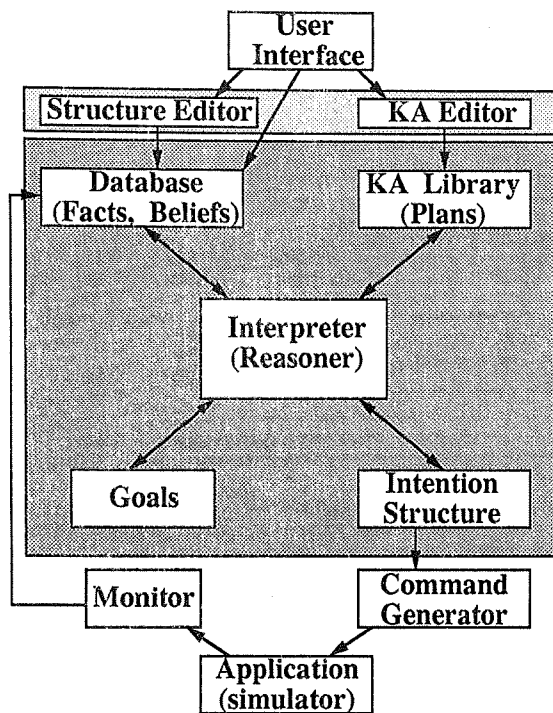 User
Interface
Structure Editor
KA Editor
Database
(Facts, Beliefs)
KA Library
(Plans)
Interpreter
(Reasoner)
Goals
Intention
Structure
Monitor
Command
Generator
Application
(simulator)